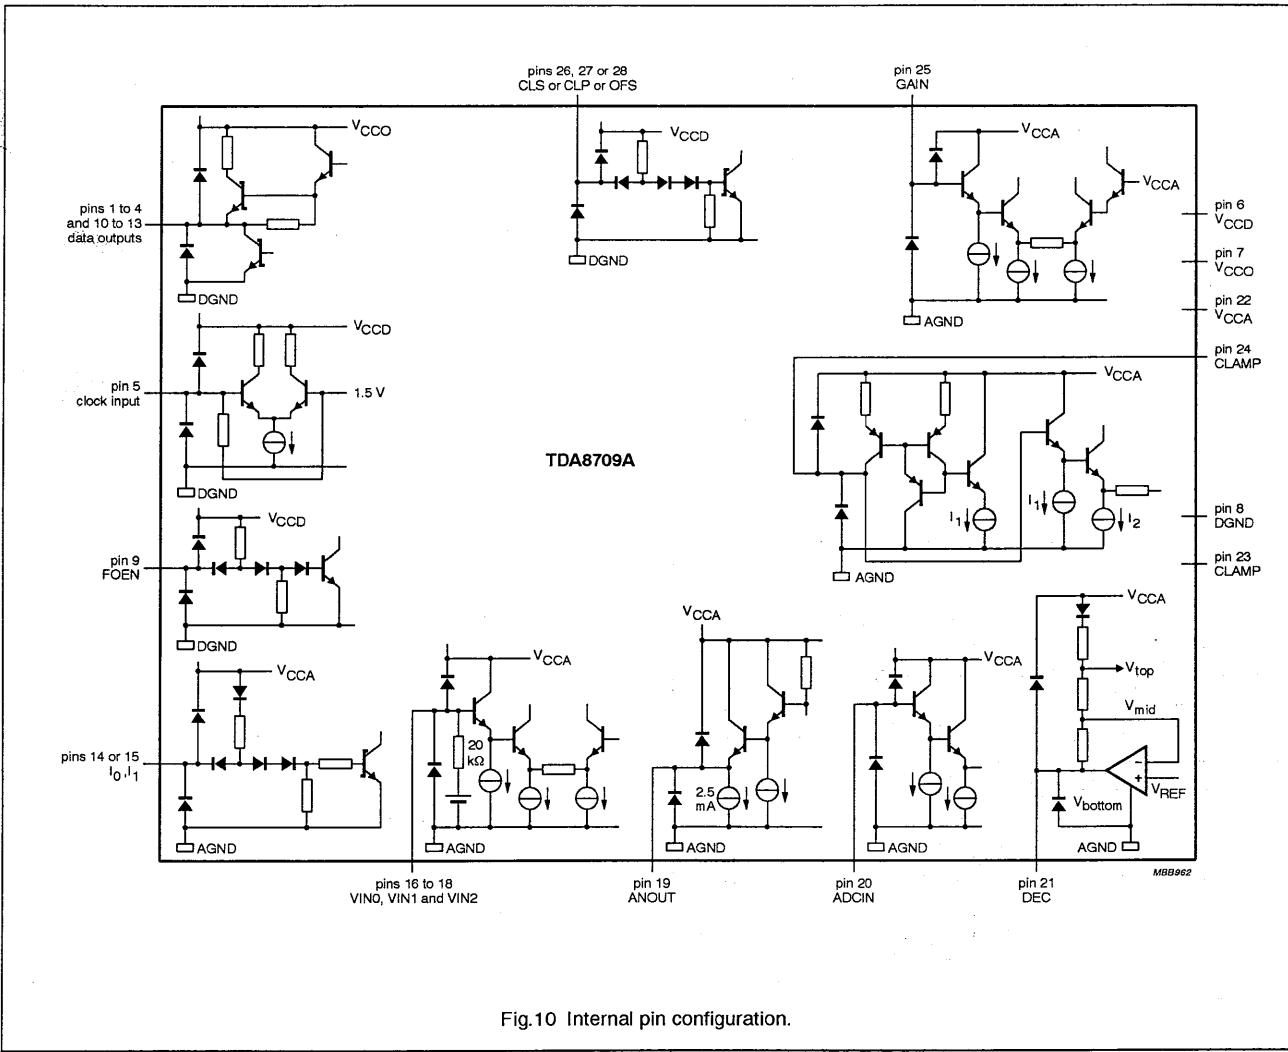 pins 26, 27 or 28
CLS or CLP or OFS
pin 25
GAIN
VCCO
pins 1 to 4
and 10 to 13
data outputs
DGND
VCCD
DGND
VCCA
VCCA
AGND
pin 6
VCCD
pin 7
VCCO
pin 22
VCCA
pin 24
CLAMP
VCCD
pin 5
clock input
1.5 V
DGND
TDA8709A
VCCA
I1
I1
I2
AGND
pin 8
DGND
pin 23
CLAMP
VCCD
pin 9
FOEN
DGND
VCCA
pins 14 or 15
I0 ,I1
AGND
VCCA
20
kΩ
AGND
VCCA
2.5
mA
AGND
VCCA
AGND
VCCA
Vtop
Vmid
−
+
VREF
Vbottom
AGND
MBB962
pins 16 to 18
VIN0, VIN1 and VIN2
pin 19
ANOUT
pin 20
ADCIN
pin 21
DEC
Fig.10 Internal pin configuration.